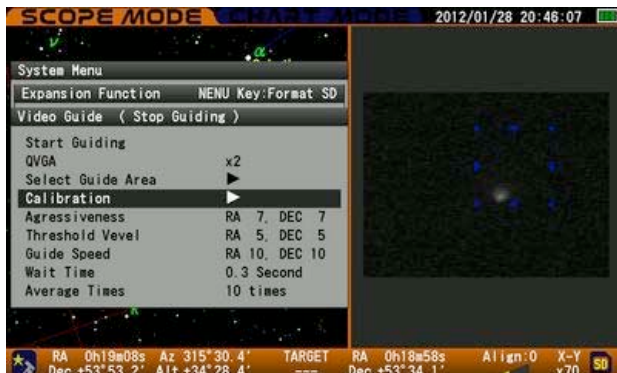 SCOPE MODE CHART MODE 2012/01/28 20:46:07
ν
α
System Menu
Expansion Function NENU Key:Format SD
Video Guide ( Stop Guiding )
Start Guiding
QVGA x2
Select Guide Area ▶
Calibration ▶
Agressiveness RA 7, DEC 7
Threshold Vevel RA 5, DEC 5
Guide Speed RA 10, DEC 10
Wait Time 0.3 Second
Average Times 10 times
RA 0h19m08s Az 315°30.4' TARGET RA 0h18m58s Align:0 X-Y SD
Dec +53°53.2' Alt +34°28.4' --- Dec +53°34.1' x70